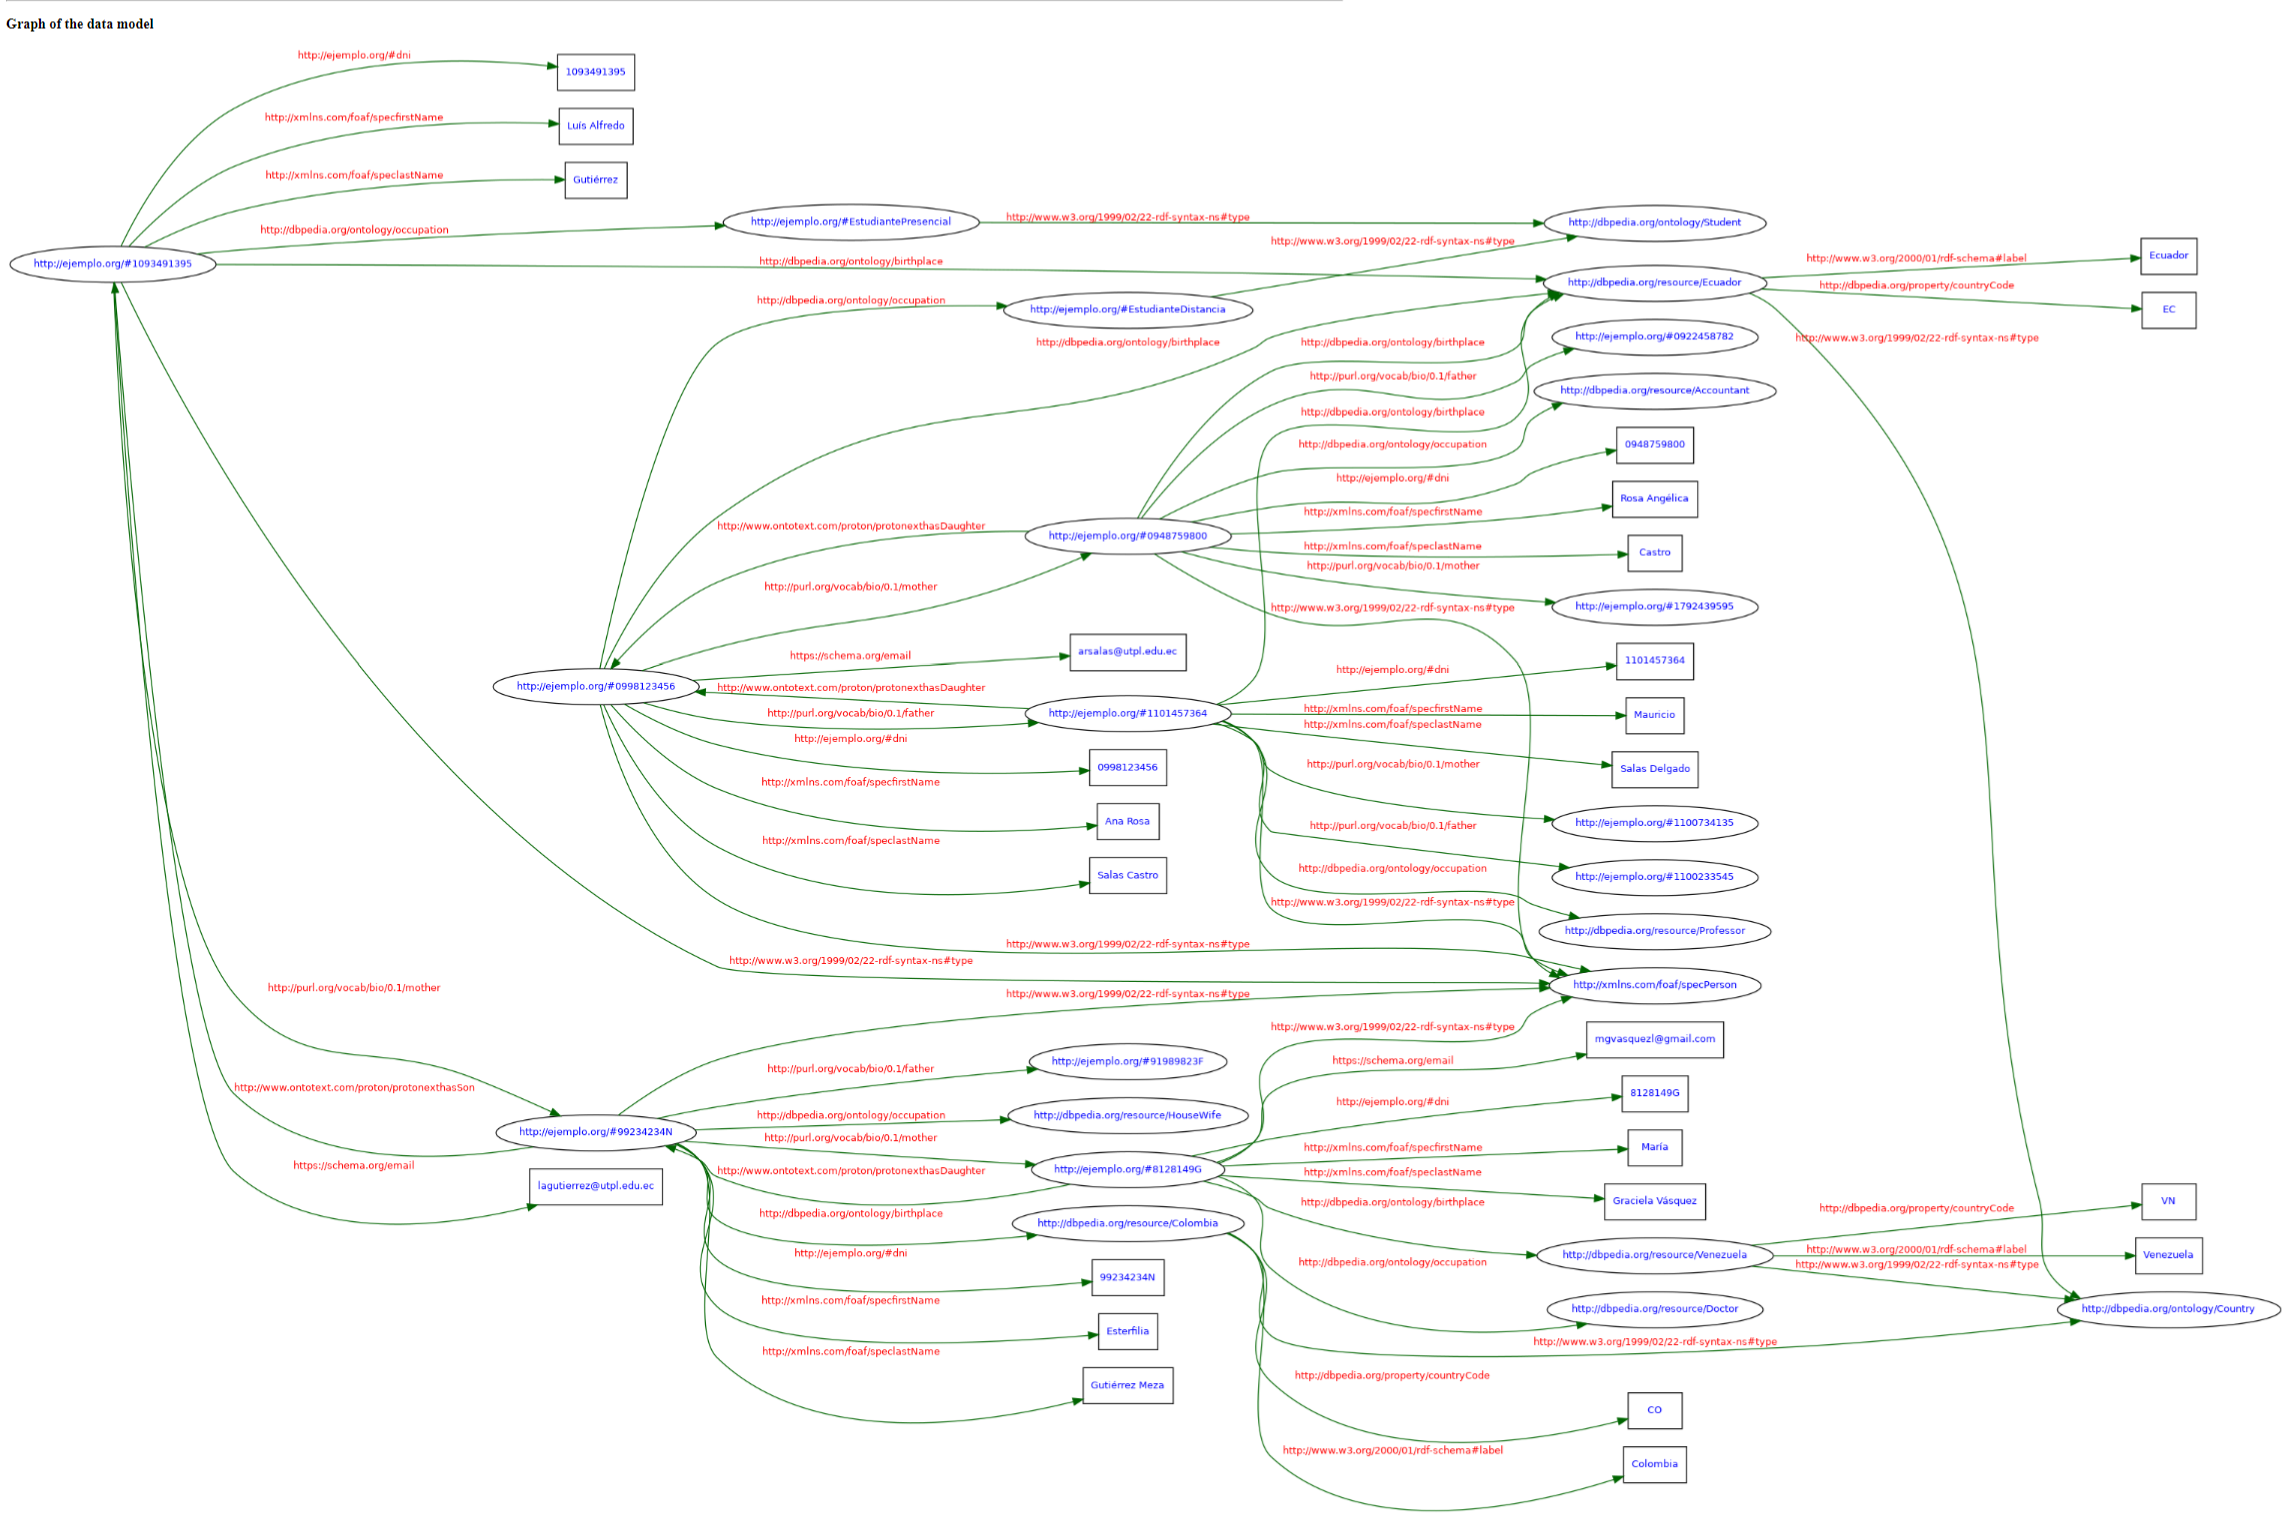 Graph of the data model
http://ejemplo.org/#dni
1093491395
http://xmlns.com/foaf/specfirstName
Luís Alfredo
http://xmlns.com/foaf/speclastName
Gutiérrez
http://dbpedia.org/ontology/occupation
http://ejemplo.org/#EstudiantePresencial
http://www.w3.org/1999/02/22-rdf-syntax-ns#type
http://dbpedia.org/ontology/Student
http://www.w3.org/1999/02/22-rdf-syntax-ns#type
http://ejemplo.org/#1093491395
http://dbpedia.org/ontology/birthplace
http://dbpedia.org/resource/Ecuador
http://www.w3.org/2000/01/rdf-schema#label
Ecuador
http://dbpedia.org/property/countryCode
EC
http://dbpedia.org/ontology/occupation
http://ejemplo.org/#EstudianteDistancia
http://dbpedia.org/ontology/birthplace
http://dbpedia.org/ontology/birthplace
http://ejemplo.org/#0922458782
http://www.w3.org/1999/02/22-rdf-syntax-ns#type
http://purl.org/vocab/bio/0.1/father
http://dbpedia.org/resource/Accountant
http://dbpedia.org/ontology/birthplace
http://dbpedia.org/ontology/occupation
0948759800
http://ejemplo.org/#dni
Rosa Angélica
http://xmlns.com/foaf/specfirstName
http://www.ontotext.com/proton/protonexthasDaughter
http://ejemplo.org/#0948759800
http://xmlns.com/foaf/speclastName
Castro
http://purl.org/vocab/bio/0.1/mother
http://purl.org/vocab/bio/0.1/mother
http://www.w3.org/1999/02/22-rdf-syntax-ns#type
http://ejemplo.org/#1792439595
https://schema.org/email
arsalas@utpl.edu.ec
http://ejemplo.org/#dni
1101457364
http://ejemplo.org/#0998123456
http://www.ontotext.com/proton/protonexthasDaughter
http://purl.org/vocab/bio/0.1/father
http://ejemplo.org/#1101457364
http://xmlns.com/foaf/specfirstName
Mauricio
http://xmlns.com/foaf/speclastName
http://ejemplo.org/#dni
0998123456
http://purl.org/vocab/bio/0.1/mother
Salas Delgado
http://xmlns.com/foaf/specfirstName
Ana Rosa
http://purl.org/vocab/bio/0.1/father
http://ejemplo.org/#1100734135
http://xmlns.com/foaf/speclastName
Salas Castro
http://dbpedia.org/ontology/occupation
http://ejemplo.org/#1100233545
http://www.w3.org/1999/02/22-rdf-syntax-ns#type
http://dbpedia.org/resource/Professor
http://www.w3.org/1999/02/22-rdf-syntax-ns#type
http://www.w3.org/1999/02/22-rdf-syntax-ns#type
http://purl.org/vocab/bio/0.1/mother
http://www.w3.org/1999/02/22-rdf-syntax-ns#type
http://xmlns.com/foaf/specPerson
http://www.w3.org/1999/02/22-rdf-syntax-ns#type
mgvasquezl@gmail.com
http://purl.org/vocab/bio/0.1/father
http://ejemplo.org/#91989823F
https://schema.org/email
http://www.ontotext.com/proton/protonexthasSon
http://ejemplo.org/#dni
8128149G
http://dbpedia.org/ontology/occupation
http://dbpedia.org/resource/HouseWife
http://ejemplo.org/#99234234N
http://purl.org/vocab/bio/0.1/mother
http://xmlns.com/foaf/specfirstName
María
https://schema.org/email
http://www.ontotext.com/proton/protonexthasDaughter
http://ejemplo.org/#8128149G
http://xmlns.com/foaf/speclastName
lagutierrez@utpl.edu.ec
http://dbpedia.org/ontology/birthplace
Graciela Vásquez
VN
http://dbpedia.org/ontology/birthplace
http://dbpedia.org/resource/Colombia
http://dbpedia.org/property/countryCode
http://ejemplo.org/#dni
99234234N
http://dbpedia.org/ontology/occupation
http://dbpedia.org/resource/Venezuela
http://www.w3.org/2000/01/rdf-schema#label
Venezuela
http://www.w3.org/1999/02/22-rdf-syntax-ns#type
http://xmlns.com/foaf/specfirstName
Esterfilia
http://dbpedia.org/resource/Doctor
http://dbpedia.org/ontology/Country
http://www.w3.org/1999/02/22-rdf-syntax-ns#type
http://xmlns.com/foaf/speclastName
Gutiérrez Meza
http://dbpedia.org/property/countryCode
CO
http://www.w3.org/2000/01/rdf-schema#label
Colombia